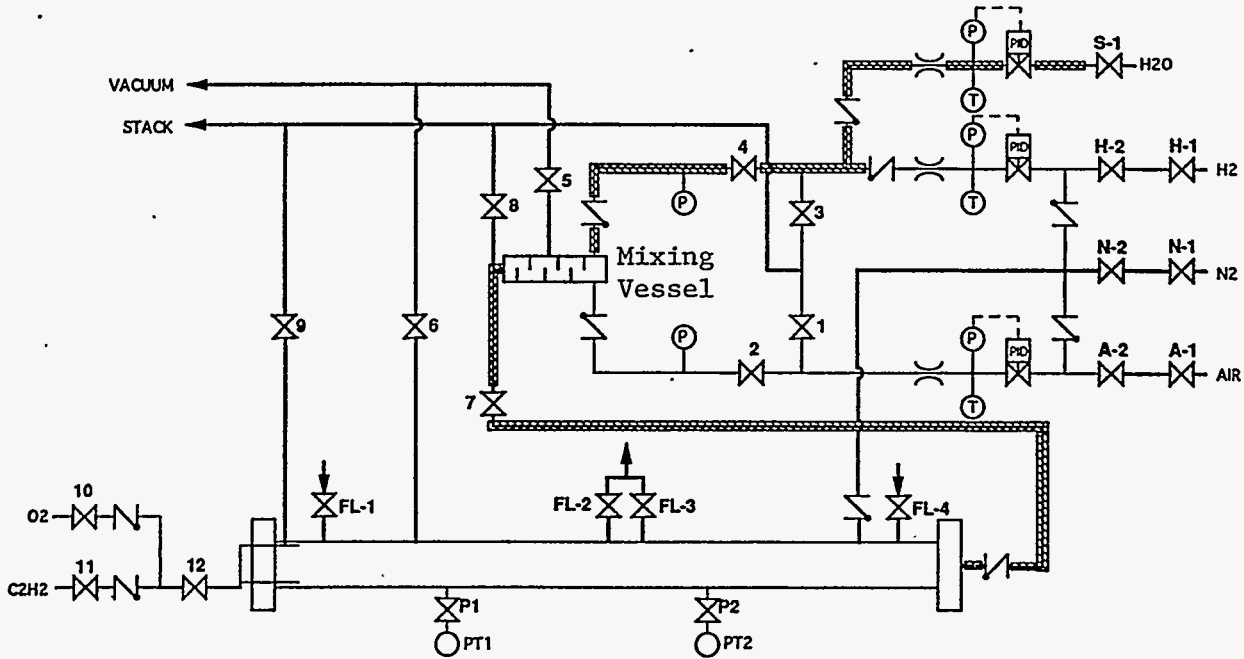 S-1
P
PID
H2O
T
VACUUM
STACK
P
PID
H-2
H-1
H2
T
4
5
P
3
8
Mixing
Vessel
N-2
N-1
N2
9
6
1
P
PID
P
2
A-2
A-1
AIR
T
7
10
O2
FL-1
FL-2
FL-3
FL-4
11
12
C2H2
P1
P2
PT1
PT2